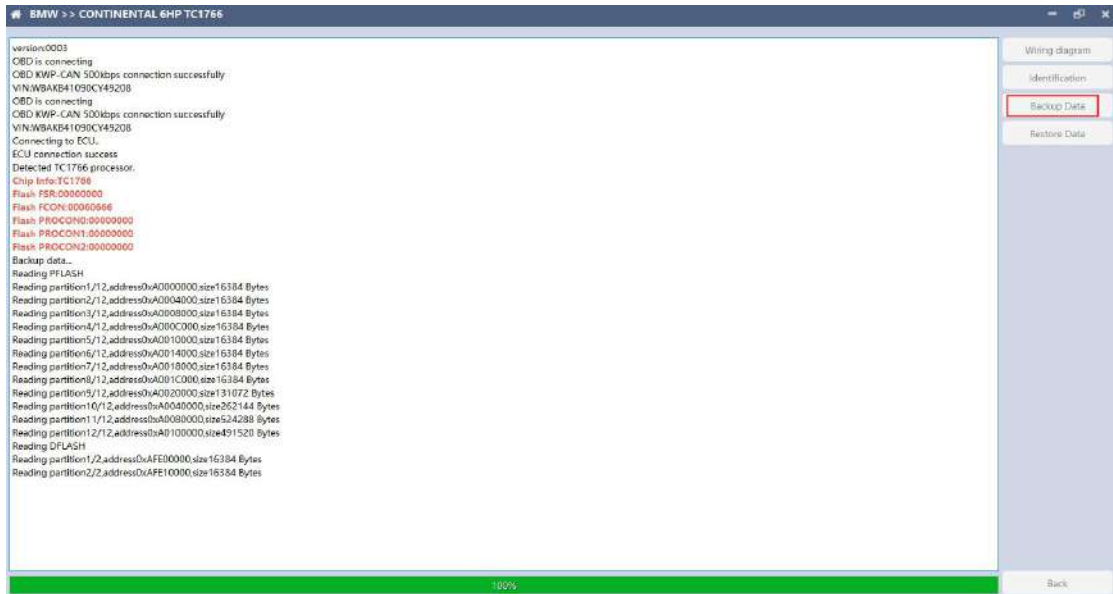 BMW >> CONTINENTAL 6HP TC1766
version:0003
OBD is connecting
OBD KWP-CAN 500kbps connection successfully
VIN:WBAKB41090CY49208
OBD is connecting
OBD KWP-CAN 500kbps connection successfully
VIN:WBAKB41090CY49208
Connecting to ECU..
ECU connection success
Detected TC1766 processor.
Chip Info:TC1766
Flash FSR:00000000
Flash FCON:00060666
Flash PROCON0:00000000
Flash PROCON1:00000000
Flash PROCON2:00000000
Backup data...
Reading PFLASH
Reading partition1/12,address0xA0000000,size16384 Bytes
Reading partition2/12,address0xA0004000,size16384 Bytes
Reading partition3/12,address0xA0008000,size16384 Bytes
Reading partition4/12,address0xA000C000,size16384 Bytes
Reading partition5/12,address0xA0010000,size16384 Bytes
Reading partition6/12,address0xA0014000,size16384 Bytes
Reading partition7/12,address0xA0018000,size16384 Bytes
Reading partition8/12,address0xA001C000,size16384 Bytes
Reading partition9/12,address0xA0020000,size131072 Bytes
Reading partition10/12,address0xA0040000,size262144 Bytes
Reading partition11/12,address0xA0080000,size524288 Bytes
Reading partition12/12,address0xA0100000,size491520 Bytes
Reading DFLASH
Reading partition1/2,address0xAFE00000,size16384 Bytes
Reading partition2/2,address0xAFE10000,size16384 Bytes
100%
Wiring diagram
Identification
Backup Data
Restore Data
Back